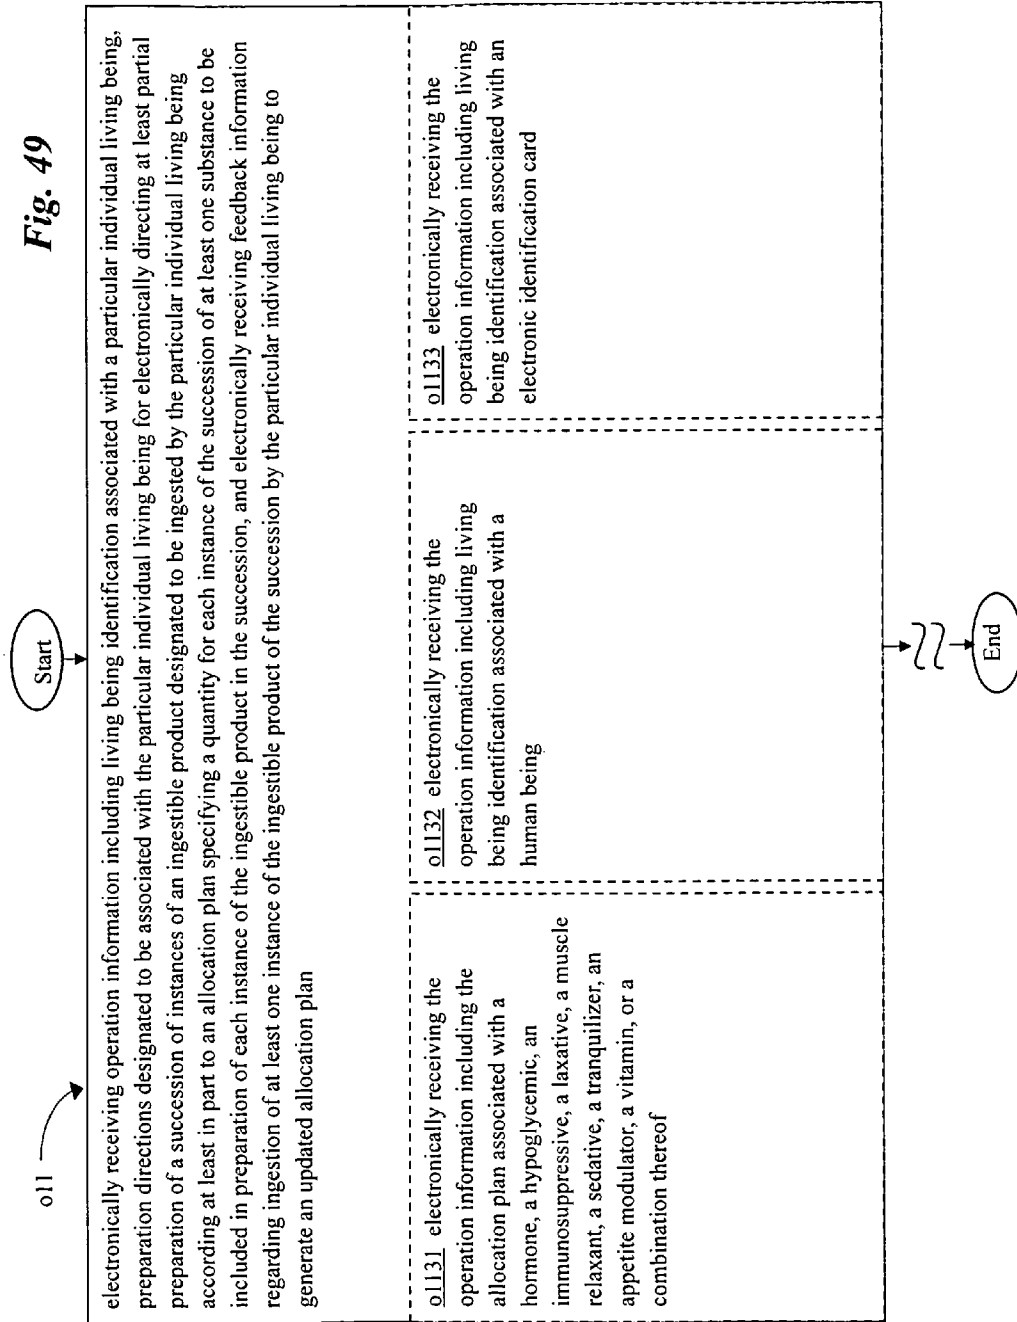 Fig. 49
Start
o11
electronically receiving operation information including living being identification associated with a particular individual living being,
preparation directions designated to be associated with the particular individual living being for electronically directing at least partial
preparation of a succession of instances of an ingestible product designated to be ingested by the particular individual living being
according at least in part to an allocation plan specifying a quantity for each instance of the succession of at least one substance to be
included in preparation of each instance of the ingestible product in the succession, and electronically receiving feedback information
regarding ingestion of at least one instance of the ingestible product of the succession by the particular individual living being to
generate an updated allocation plan
o1131 electronically receiving the
operation information including the
allocation plan associated with a
hormone, a hypoglycemic, an
immunosuppressive, a laxative, a muscle
relaxant, a sedative, a tranquilizer, an
appetite modulator, a vitamin, or a
combination thereof
o1132 electronically receiving the
operation information including living
being identification associated with a
human being
o1133 electronically receiving the
operation information including living
being identification associated with an
electronic identification card
End